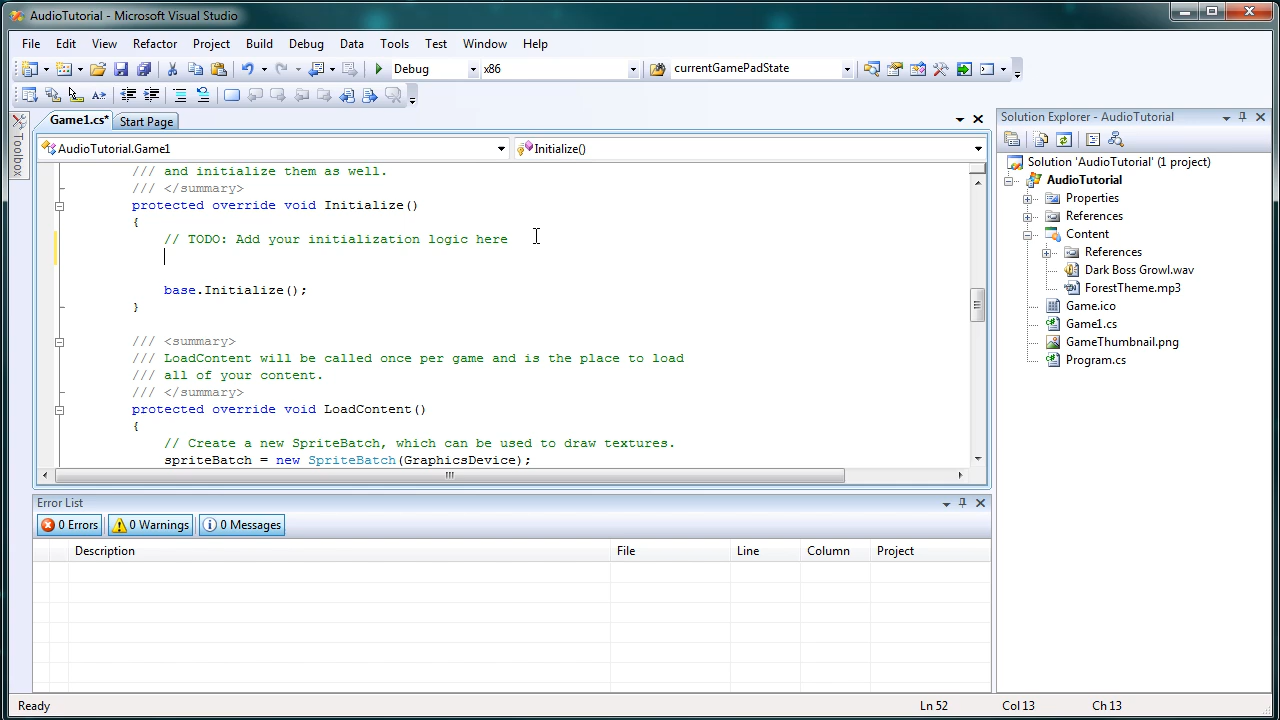 AudioTutorial - Microsoft Visual Studio
File Edit View Refactor Project Build Debug Data Tools Test Window Help
Debug x86 currentGamePadState
Game1.cs* Start Page
AudioTutorial.Game1 Initialize()
Toolbox
/// and initialize them as well.
/// </summary>
protected override void Initialize()
{
// TODO: Add your initialization logic here
base.Initialize();
}
/// <summary>
/// LoadContent will be called once per game and is the place to load
/// all of your content.
/// </summary>
protected override void LoadContent()
{
// Create a new SpriteBatch, which can be used to draw textures.
spriteBatch = new SpriteBatch(GraphicsDevice);
Error List
0 Errors 0 Warnings 0 Messages
Description File Line Column Project
Solution Explorer - AudioTutorial
Solution 'AudioTutorial' (1 project)
AudioTutorial
Properties
References
Content
References
Dark Boss Growl.wav
ForestTheme.mp3
Game.ico
Game1.cs
GameThumbnail.png
Program.cs
Ready Ln 52 Col 13 Ch 13